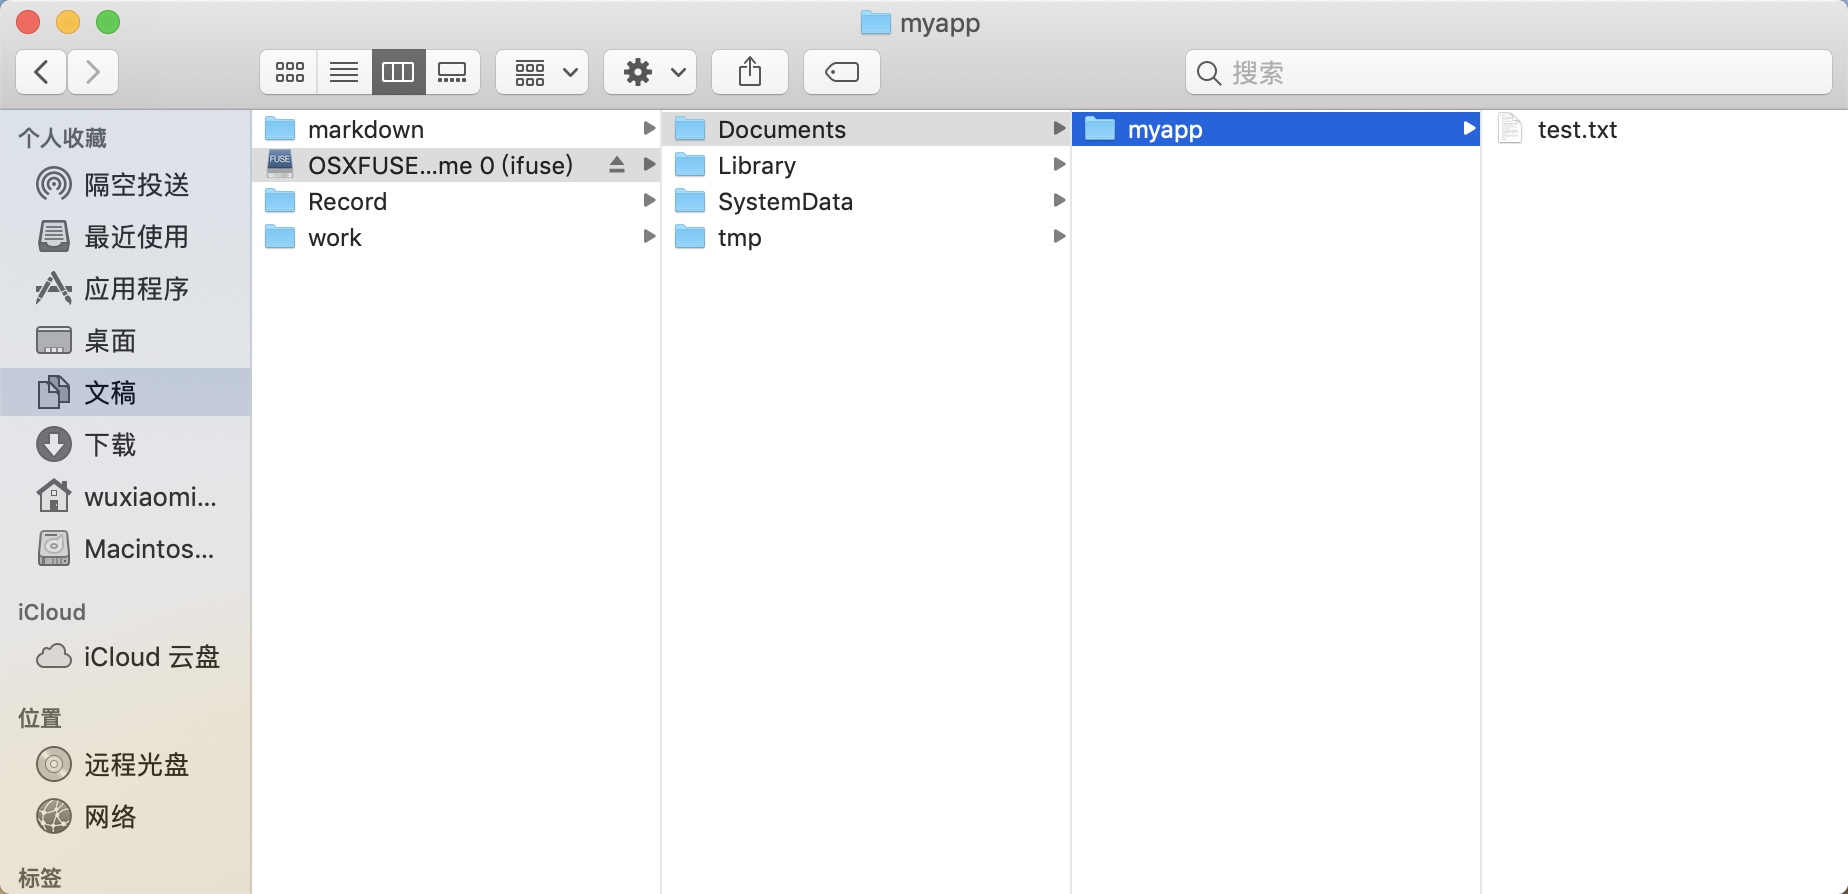 myapp
搜索
个人收藏
隔空投送
最近使用
应用程序
桌面
文稿
下载
wuxiaomi...
Macintos...
iCloud
iCloud 云盘
位置
远程光盘
网络
标签
markdown
FUSE
OSXFUSE...me 0 (ifuse)
Record
work
Documents
Library
SystemData
tmp
myapp
test.txt